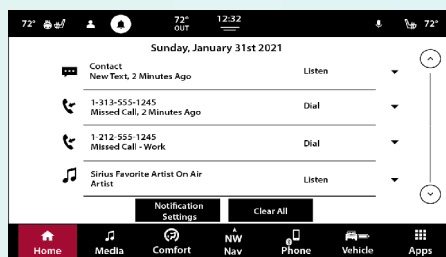 72° 72° OUT 12:32 72°
Sunday, January 31st 2021
Contact
New Text, 2 Minutes Ago
Listen
1-313-555-1245
Missed Call, 2 Minutes Ago
Dial
1-212-555-1245
Missed Call - Work
Dial
Sirius Favorite Artist On Air
Artist
Listen
Notification
Settings
Clear All
NW
Home Media Comfort Nav Phone Vehicle Apps